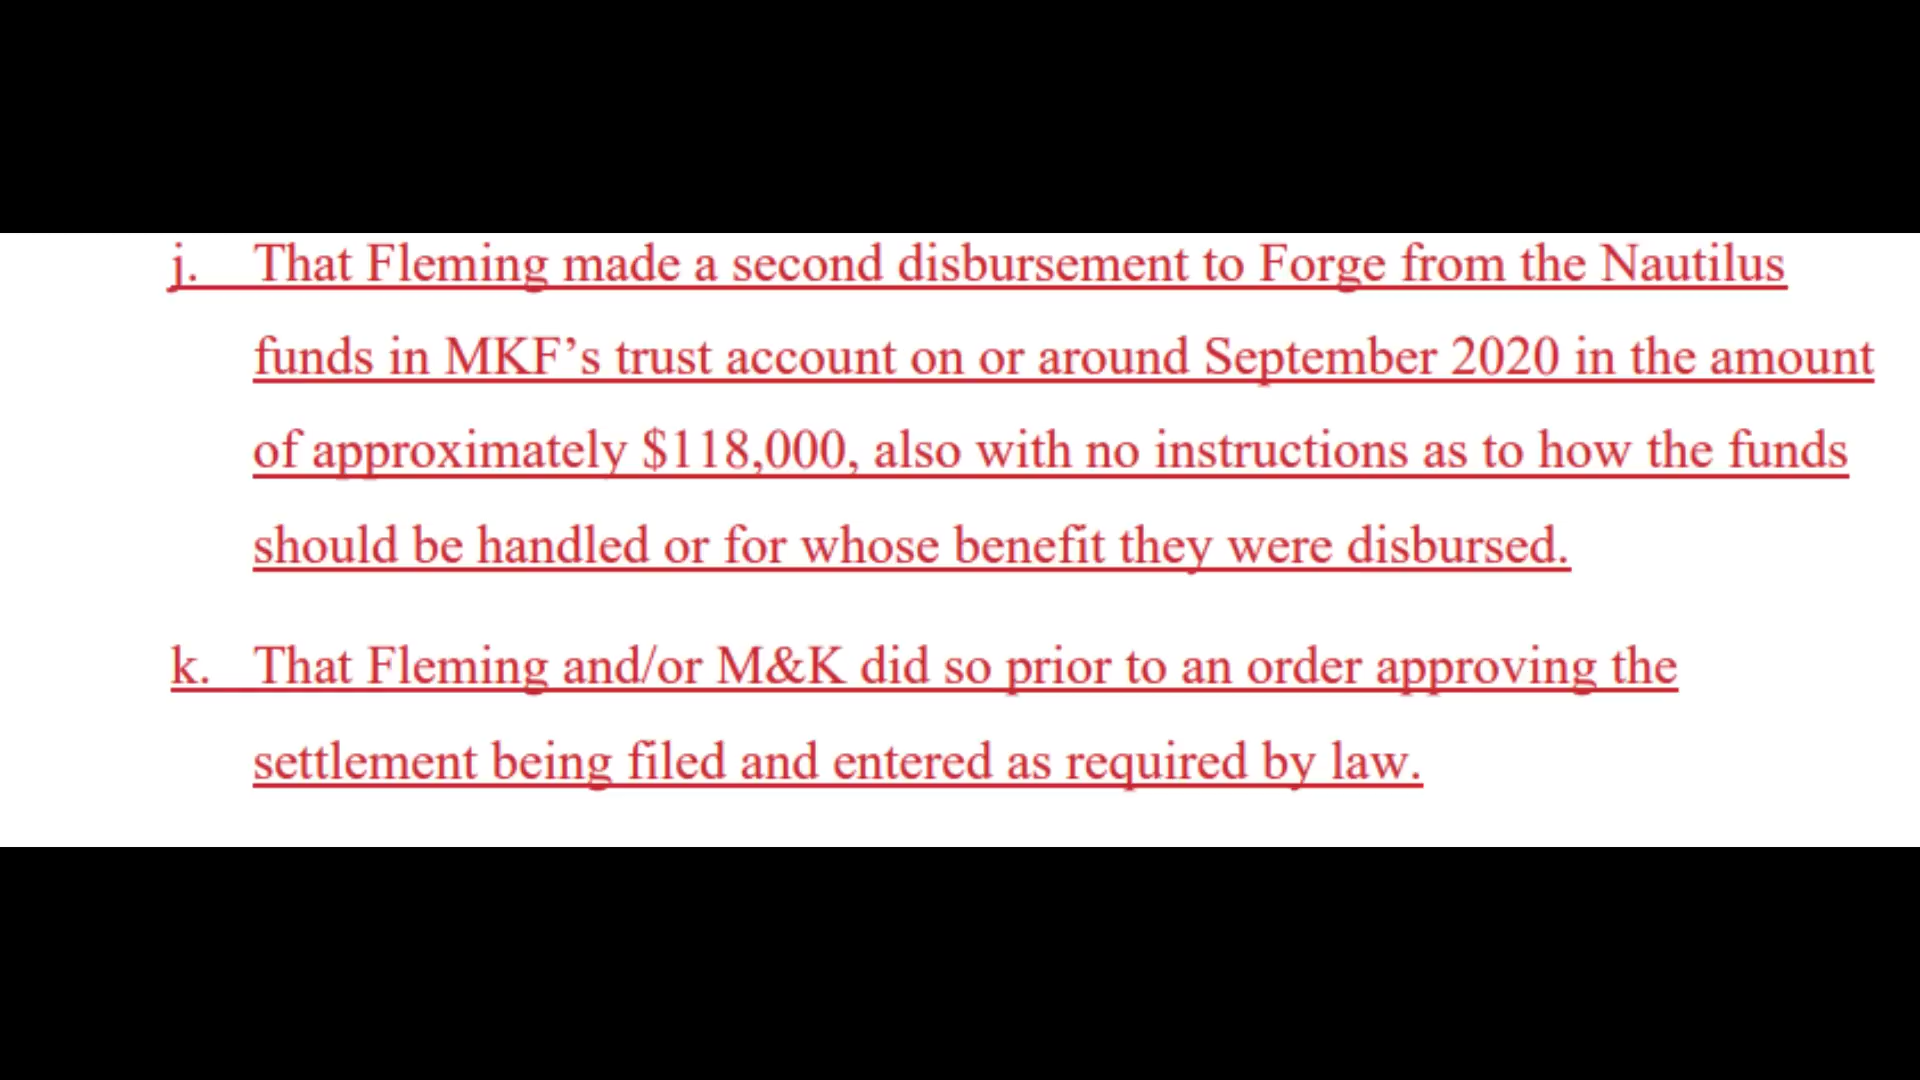 j. That Fleming made a second disbursement to Forge from the Nautilus
funds in MKF’s trust account on or around September 2020 in the amount
of approximately $118,000, also with no instructions as to how the funds
should be handled or for whose benefit they were disbursed.
k. That Fleming and/or M&K did so prior to an order approving the
settlement being filed and entered as required by law.